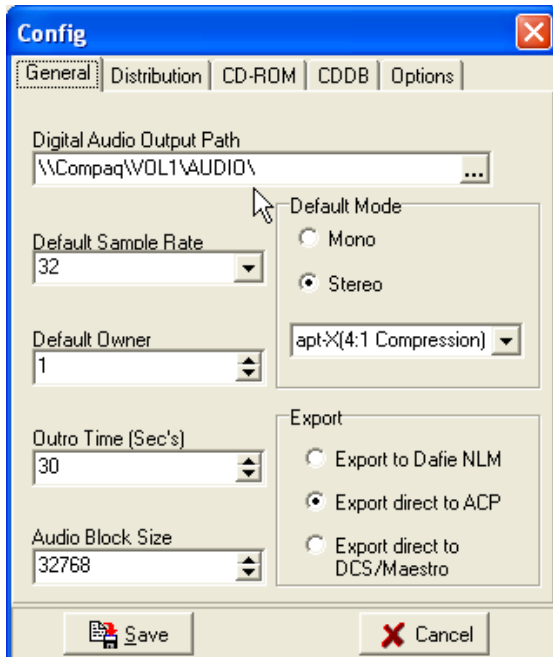 Config
General Distribution CD-ROM CDDB Options
Digital Audio Output Path
\\Compaq\VOL1\AUDIO\ ...
Default Sample Rate
32
Default Owner
1
Outro Time (Sec's)
30
Audio Block Size
32768
Default Mode
Mono
Stereo
apt-X(4:1 Compression)
Export
Export to Dafie NLM
Export direct to ACP
Export direct to
DCS/Maestro
Save Cancel